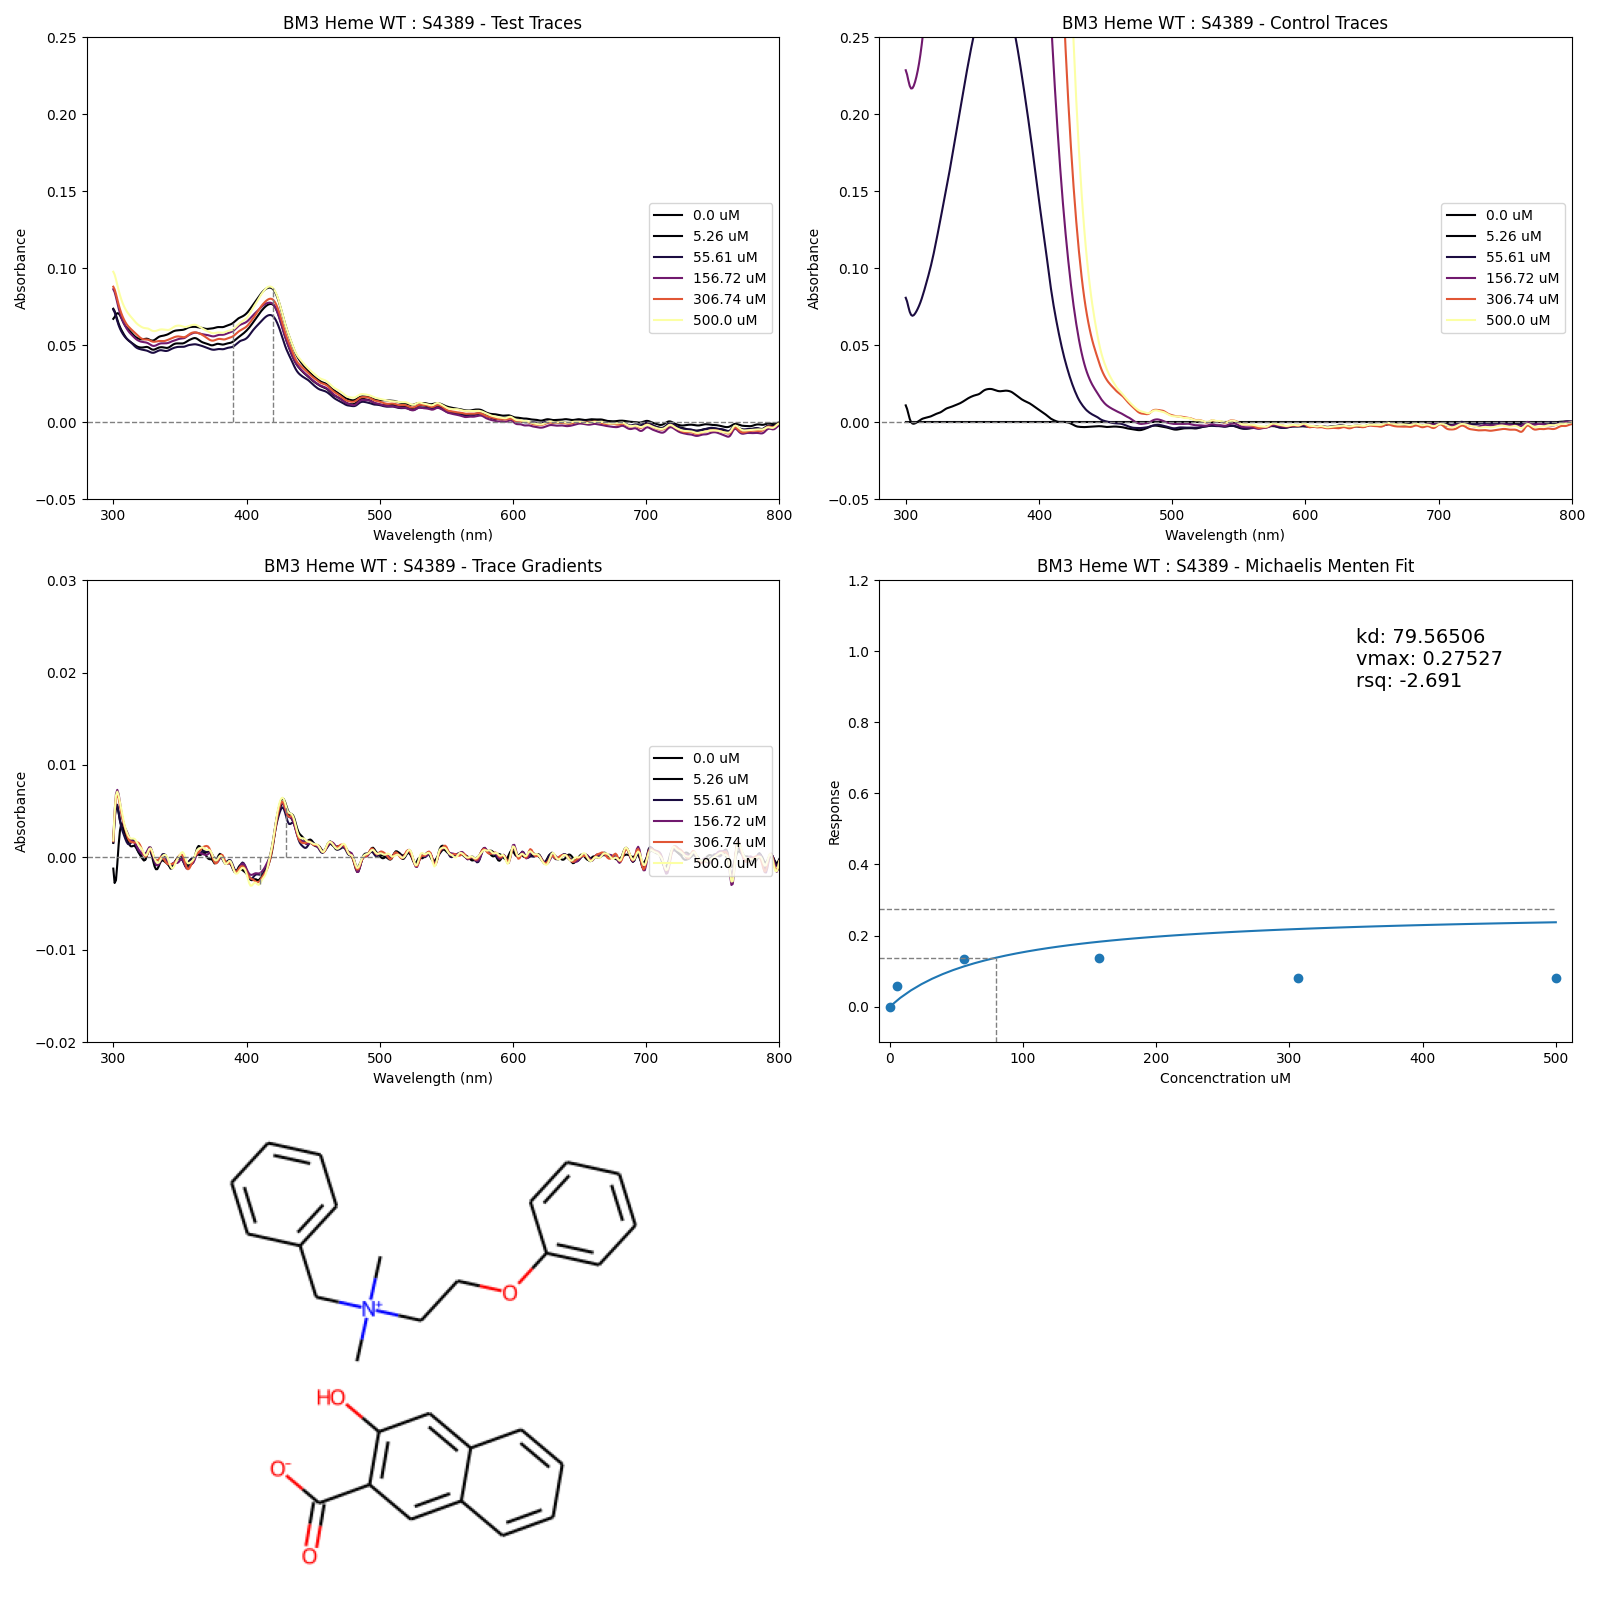 BM3 Heme WT : S4389 - Test Traces
0.25
0.20
0.15
0.10
0.05
0.00
−0.05
Absorbance
300 400 500 600 700 800
Wavelength (nm)
0.0 uM
5.26 uM
55.61 uM
156.72 uM
306.74 uM
500.0 uM
BM3 Heme WT : S4389 - Control Traces
0.25
0.20
0.15
0.10
0.05
0.00
−0.05
Absorbance
300 400 500 600 700 800
Wavelength (nm)
0.0 uM
5.26 uM
55.61 uM
156.72 uM
306.74 uM
500.0 uM
BM3 Heme WT : S4389 - Trace Gradients
0.03
0.02
0.01
0.00
−0.01
−0.02
Absorbance
300 400 500 600 700 800
Wavelength (nm)
0.0 uM
5.26 uM
55.61 uM
156.72 uM
306.74 uM
500.0 uM
BM3 Heme WT : S4389 - Michaelis Menten Fit
1.2
1.0
0.8
0.6
0.4
0.2
0.0
Response
0 100 200 300 400 500
Concenctration uM
kd: 79.56506
vmax: 0.27527
rsq: -2.691
O
N+
HO
O-
O